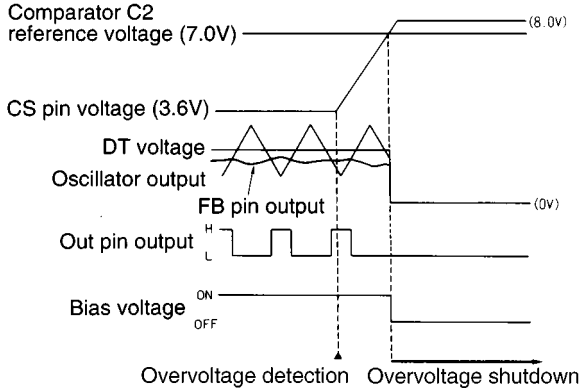 Comparator C2
reference voltage (7.0V)
(8.0V)
CS pin voltage (3.6V)
DT voltage
Oscillator output
FB pin output
(0V)
Out pin output
H
L
Bias voltage
ON
OFF
Overvoltage detection
Overvoltage shutdown